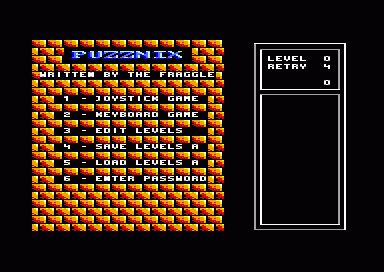 PUZZNIX
WRITTEN BY THE FRAGGLE
1 - JOYSTICK GAME
2 - KEYBOARD GAME
3 - EDIT LEVELS
4 - SAVE LEVELS A
5 - LOAD LEVELS A
6 - ENTER PASSWORD
LEVEL 0
RETRY 4
0